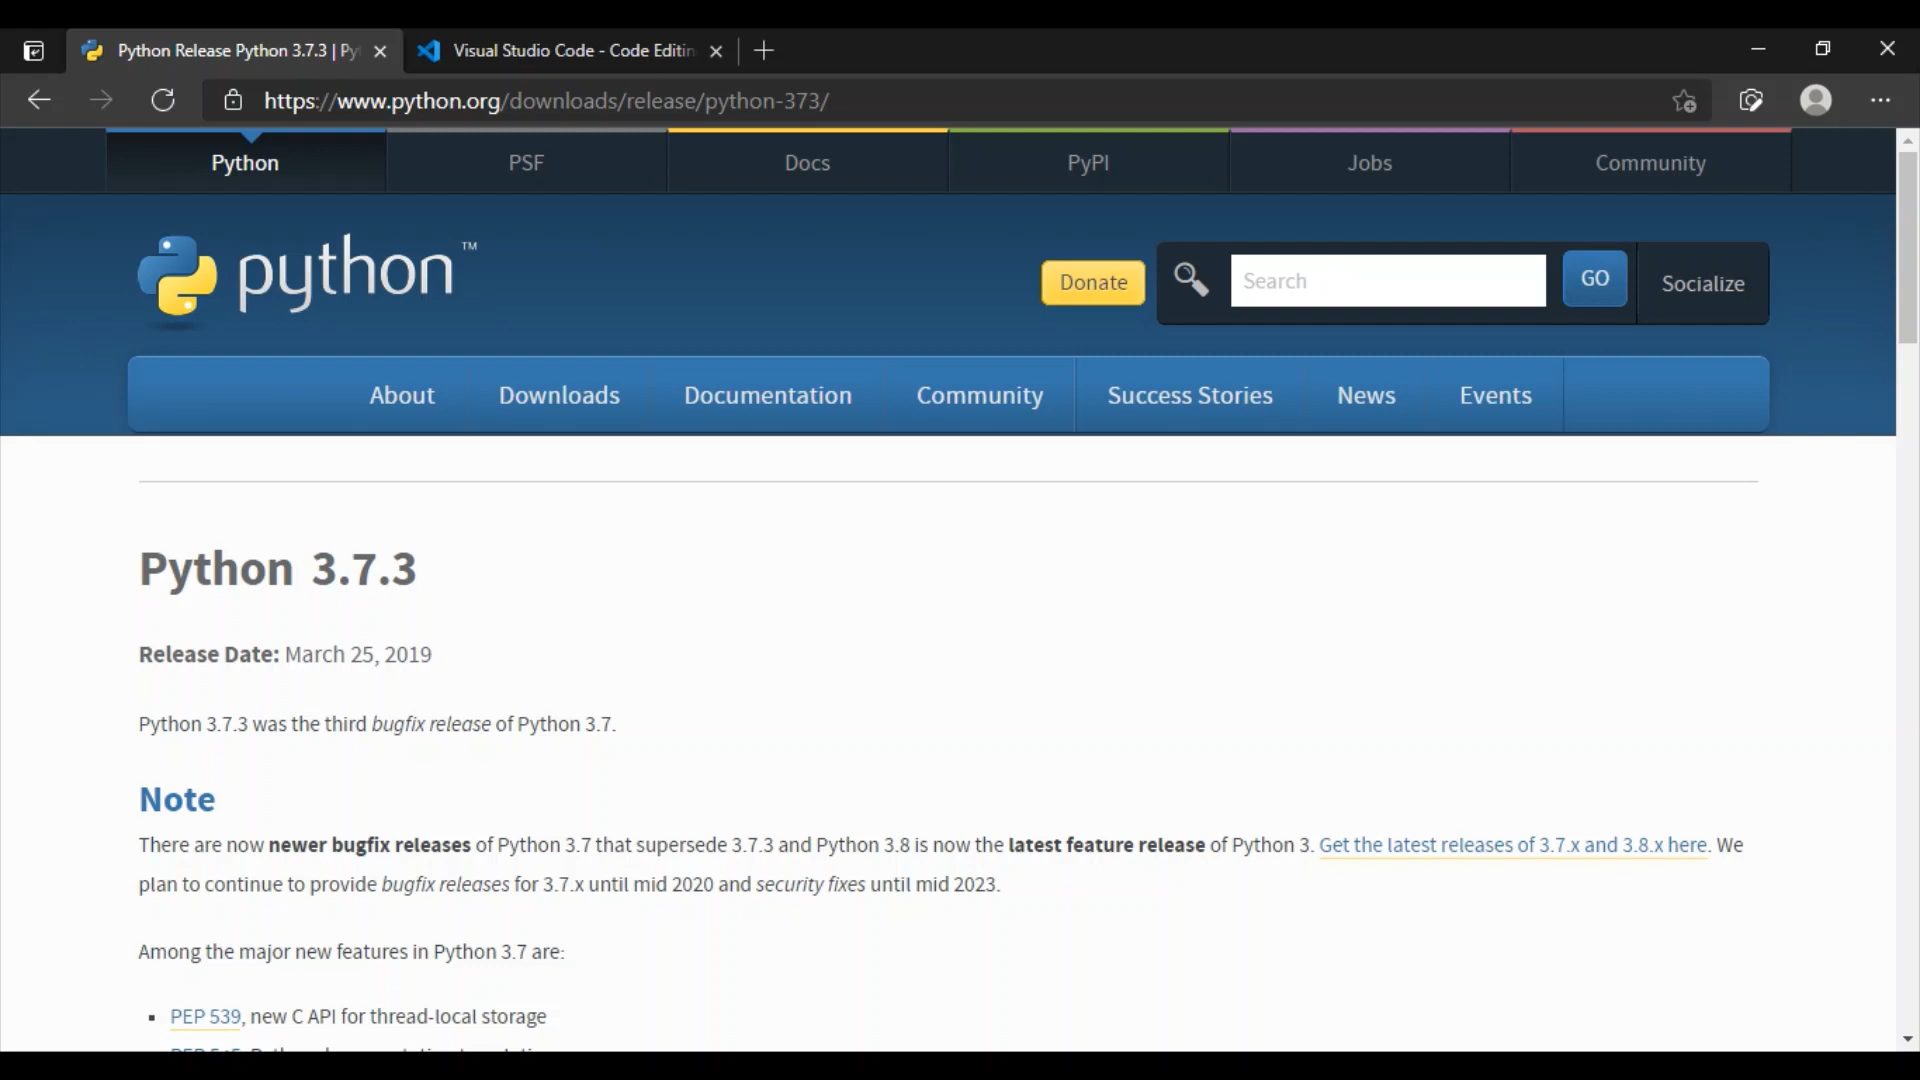 Python Release Python 3.7.3 | Py
Visual Studio Code - Code Editin
https://www.python.org/downloads/release/python-373/
Python
PSF
Docs
PyPI
Jobs
Community
python™
Donate
Search
GO
Socialize
About
Downloads
Documentation
Community
Success Stories
News
Events
Python 3.7.3
Release Date: March 25, 2019
Python 3.7.3 was the third bugfix release of Python 3.7.
Note
There are now newer bugfix releases of Python 3.7 that supersede 3.7.3 and Python 3.8 is now the latest feature release of Python 3. Get the latest releases of 3.7.x and 3.8.x here. We
plan to continue to provide bugfix releases for 3.7.x until mid 2020 and security fixes until mid 2023.
Among the major new features in Python 3.7 are:
▪ PEP 539, new C API for thread-local storage